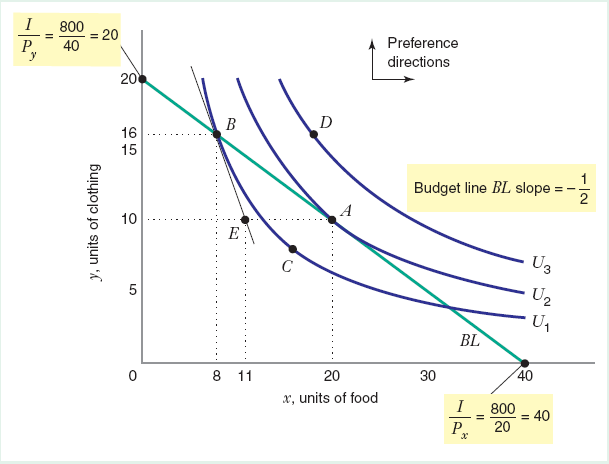 I/P_y = 800/40 = 20
Preference
directions
20
16
15
B
D
Budget line BL slope = -1/2
10
A
E
C
5
U_3
U_2
U_1
BL
y, units of clothing
0
8
11
20
30
40
x, units of food
I/P_x = 800/20 = 40